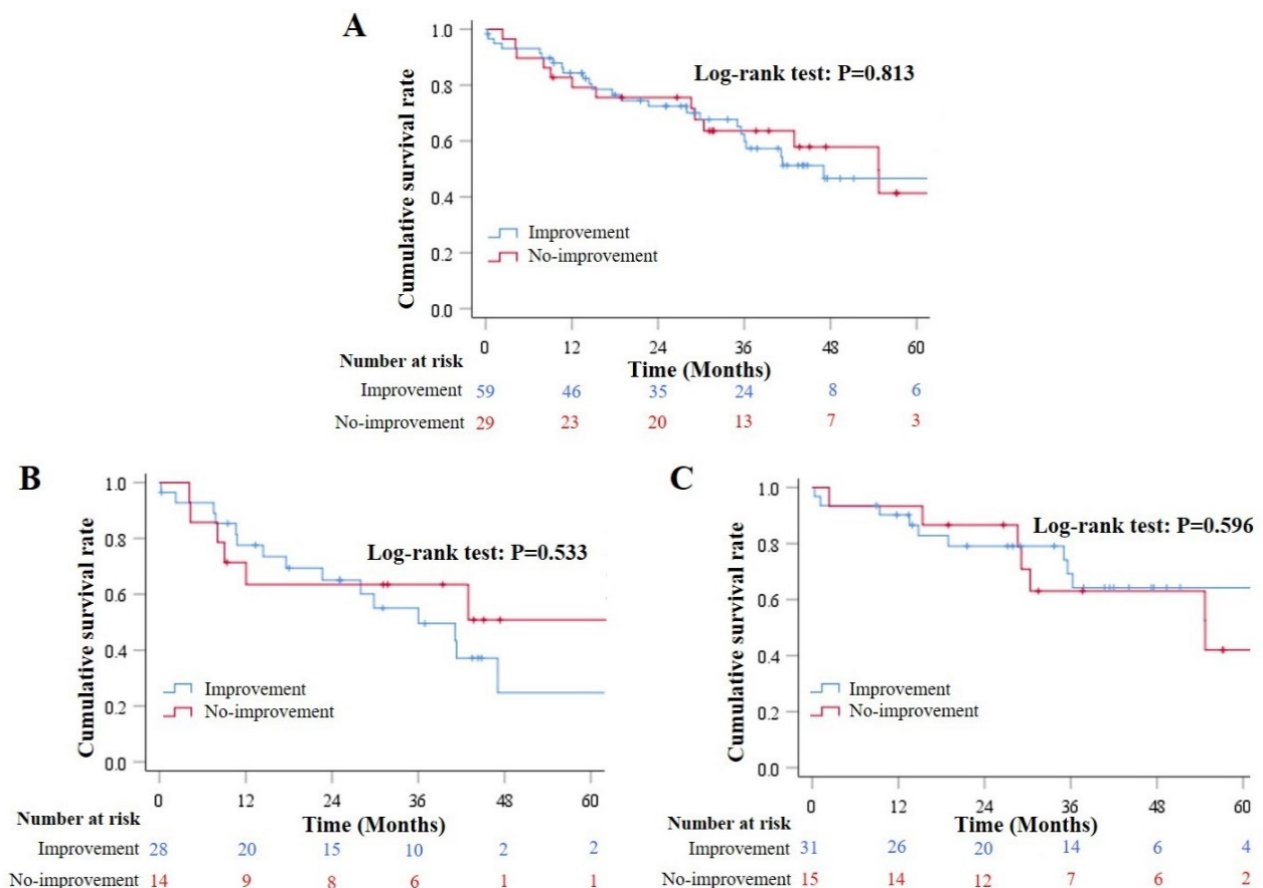 A
Cumulative survival rate
1.0
0.8
0.6
0.4
0.2
0.0
Log-rank test: P=0.813
Improvement
No-improvement
0 12 24 36 48 60
Time (Months)
Number at risk
Improvement 59 46 35 24 8 6
No-improvement 29 23 20 13 7 3
B
Cumulative survival rate
1.0
0.8
0.6
0.4
0.2
0.0
Log-rank test: P=0.533
Improvement
No-improvement
0 12 24 36 48 60
Time (Months)
Number at risk
Improvement 28 20 15 10 2 2
No-improvement 14 9 8 6 1 1
C
Cumulative survival rate
1.0
0.8
0.6
0.4
0.2
0.0
Log-rank test: P=0.596
Improvement
No-improvement
0 12 24 36 48 60
Time (Months)
Number at risk
Improvement 31 26 20 14 6 4
No-improvement 15 14 12 7 6 2